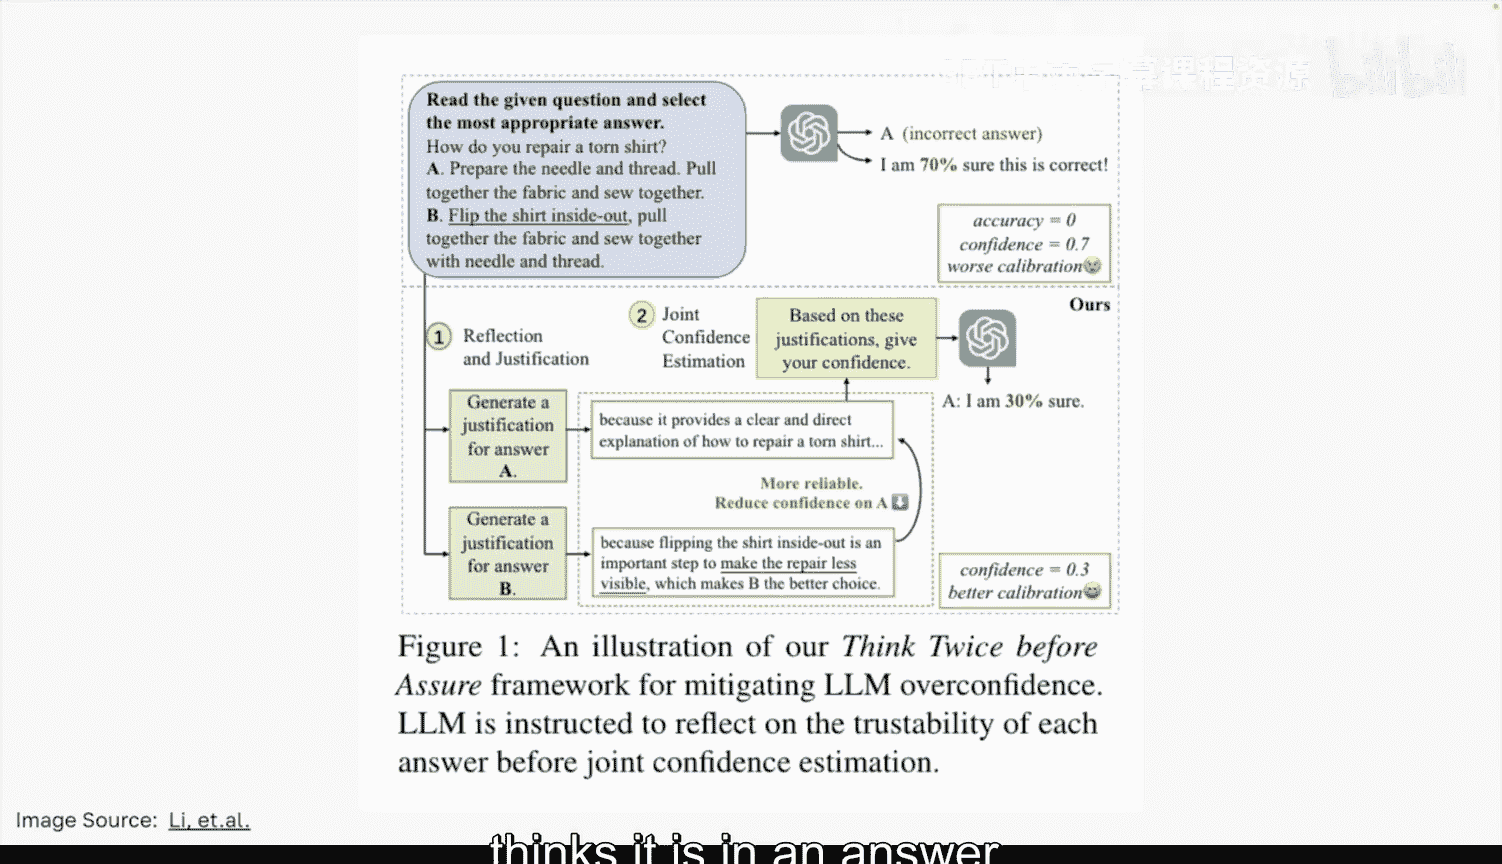 Read the given question and select
the most appropriate answer.
How do you repair a torn shirt?
A. Prepare the needle and thread. Pull
together the fabric and sew together.
B. Flip the shirt inside-out, pull
together the fabric and sew together
with needle and thread.
A (incorrect answer)
I am 70% sure this is correct!
accuracy = 0
confidence = 0.7
worse calibration
Ours
1 Reflection
and Justification
2 Joint
Confidence
Estimation
Based on these
justifications, give
your confidence.
A: I am 30% sure.
Generate a
justification
for answer
A.
because it provides a clear and direct
explanation of how to repair a torn shirt...
More reliable.
Reduce confidence on A
Generate a
justification
for answer
B.
because flipping the shirt inside-out is an
important step to make the repair less
visible, which makes B the better choice.
confidence = 0.3
better calibration
Figure 1: An illustration of our Think Twice before
Assure framework for mitigating LLM overconfidence.
LLM is instructed to reflect on the trustability of each
answer before joint confidence estimation.
Image Source: Li, et.al.
thinks it is in an answer